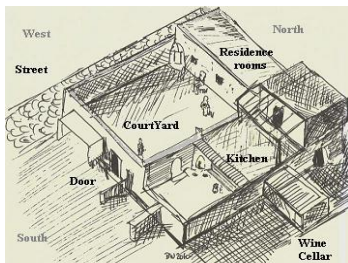 West
North
Street
Residence
rooms
CourtYard
Kitchen
Door
South
Wine
Cellar